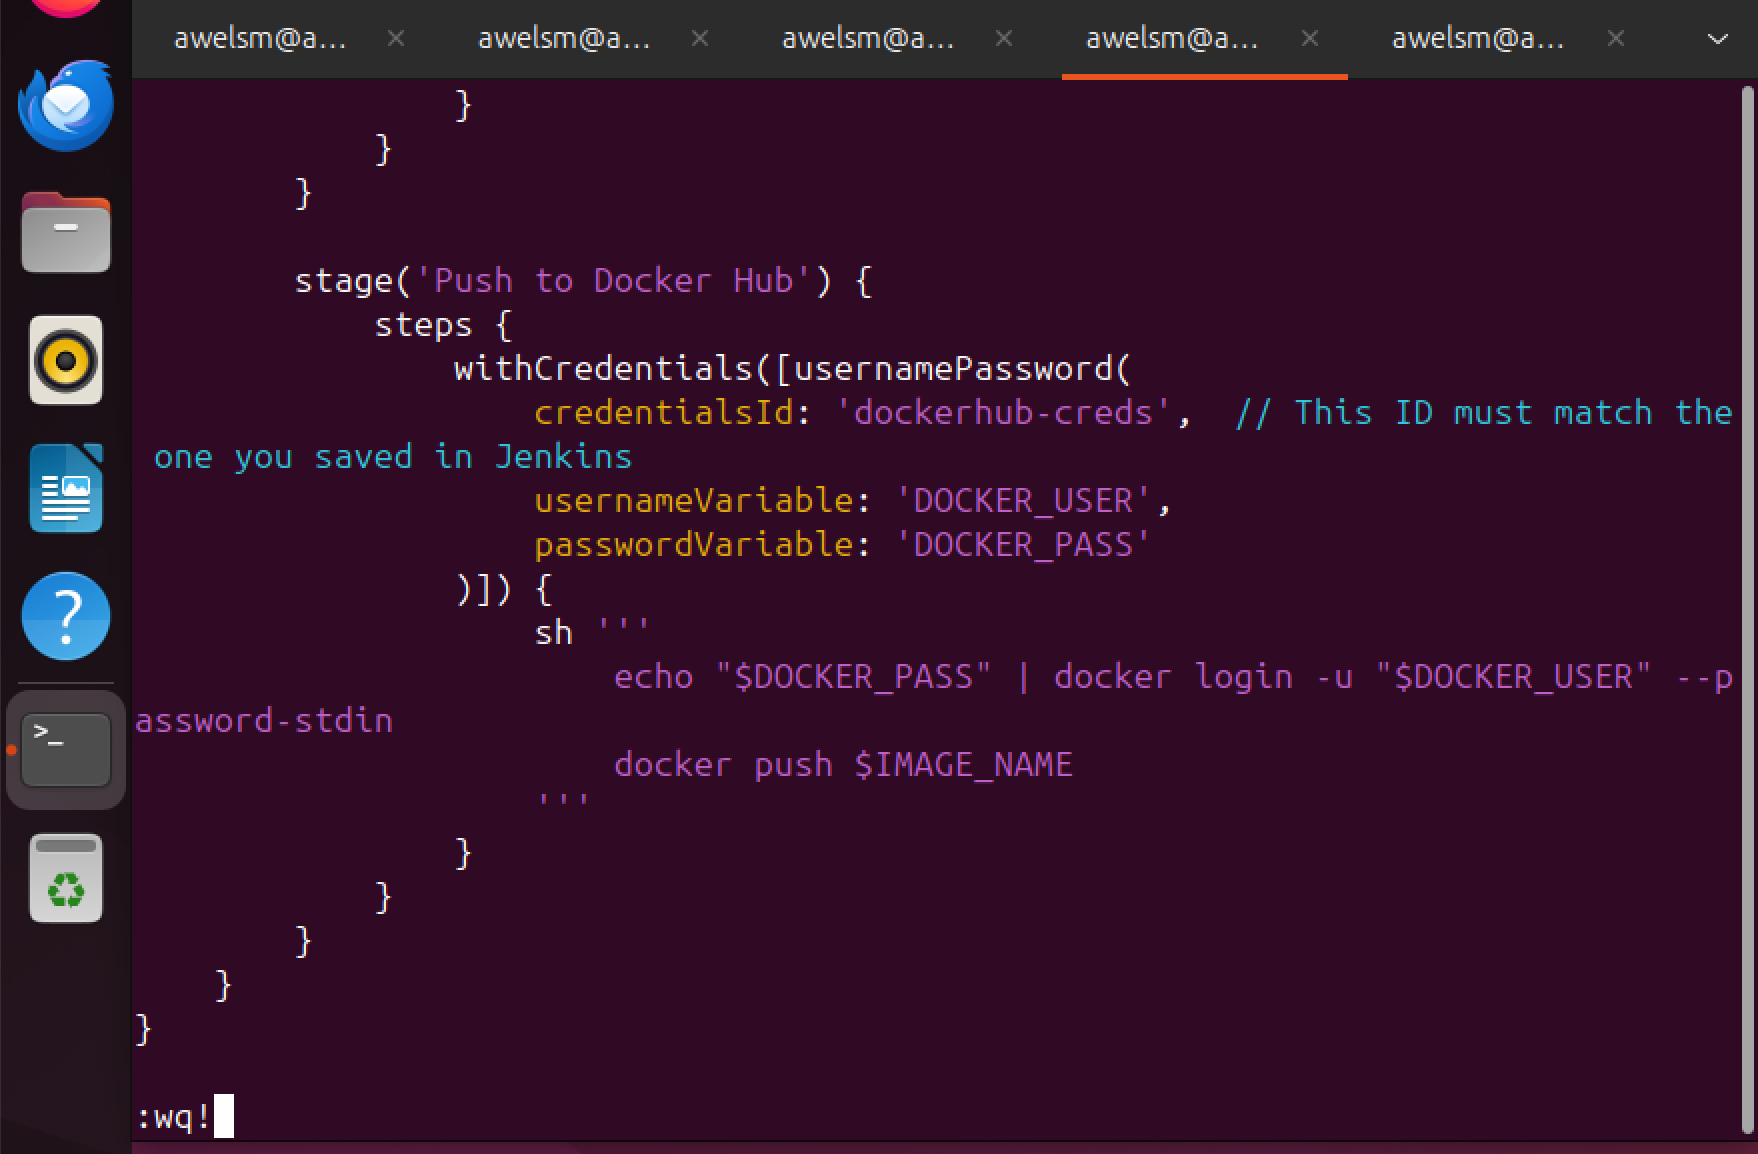 awelsm@a... × awelsm@a... × awelsm@a... × awelsm@a... × awelsm@a... ×
}
}
}
stage('Push to Docker Hub') {
steps {
withCredentials([usernamePassword(
credentialsId: 'dockerhub-creds',  // This ID must match the
one you saved in Jenkins
usernameVariable: 'DOCKER_USER',
passwordVariable: 'DOCKER_PASS'
)]) {
sh '''
echo "$DOCKER_PASS" | docker login -u "$DOCKER_USER" --p
assword-stdin
docker push $IMAGE_NAME
'''
}
}
}
}
}
:wq!